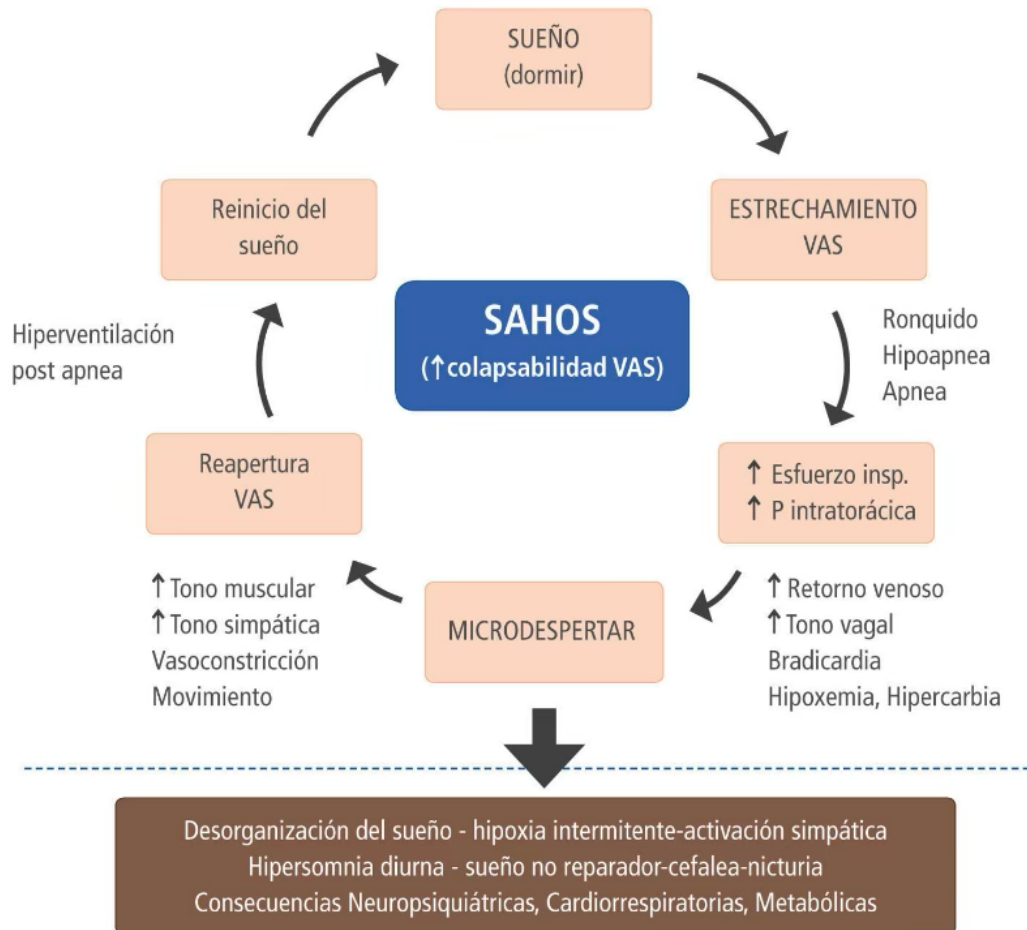 SUEÑO
(dormir)
ESTRECHAMIENTO
VAS
Ronquido
Hipoapnea
Apnea
↑ Esfuerzo insp.
↑ P intratorácica
↑ Retorno venoso
↑ Tono vagal
Bradicardia
Hipoxemia, Hipercarbia
MICRODESPERTAR
↑ Tono muscular
↑ Tono simpática
Vasoconstricción
Movimiento
Reapertura
VAS
Hiperventilación
post apnea
Reinicio del
sueño
SAHOS
(↑colapsabilidad VAS)
Desorganización del sueño - hipoxia intermitente-activación simpática
Hipersomnia diurna - sueño no reparador-cefalea-nicturia
Consecuencias Neuropsiquiátricas, Cardiorrespiratorias, Metabólicas